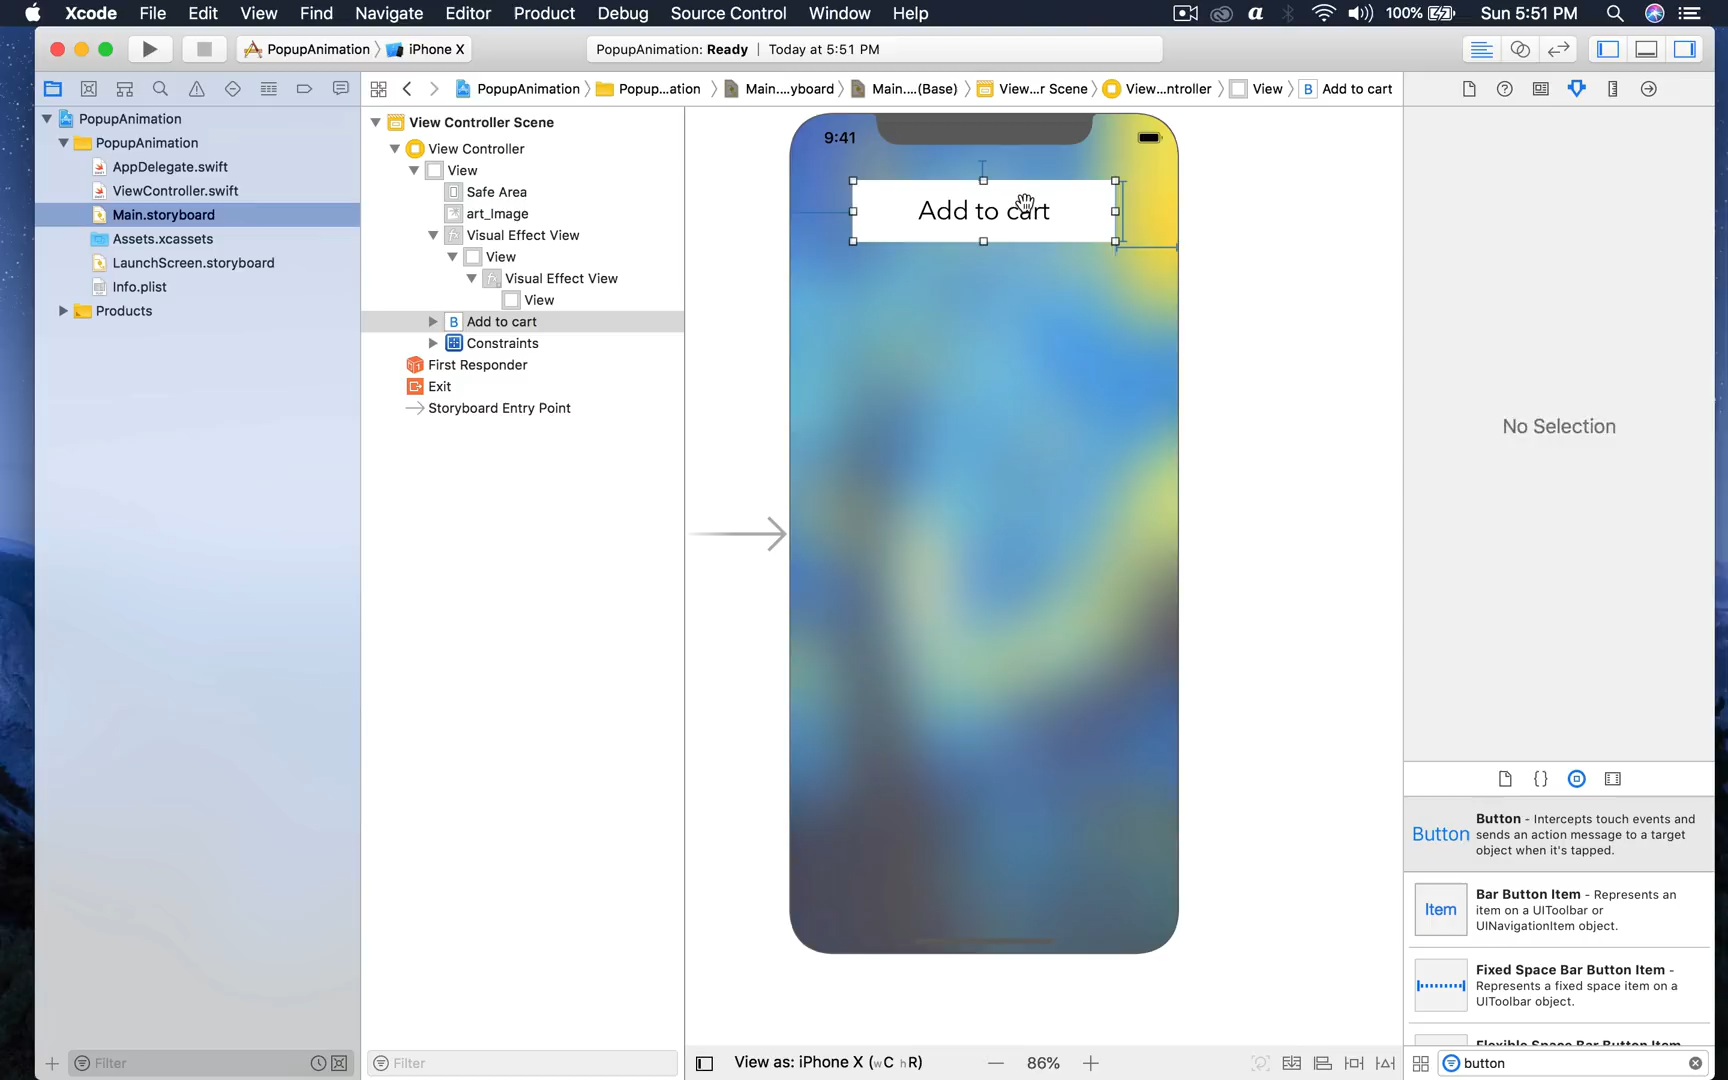 Xcode File Edit View Find Navigate Editor Product Debug Source Control Window Help 100% Sun 5:51 PM
PopupAnimation iPhone X PopupAnimation: Ready | Today at 5:51 PM
PopupAnimation Popup...ation Main....yboard Main....(Base) View...r Scene View...ntroller View B Add to cart
PopupAnimation
PopupAnimation
AppDelegate.swift
ViewController.swift
Main.storyboard
Assets.xcassets
LaunchScreen.storyboard
Info.plist
Products
Filter
View Controller Scene
View Controller
View
Safe Area
art_Image
Visual Effect View
View
Visual Effect View
View
B Add to cart
Constraints
First Responder
Exit
Storyboard Entry Point
Filter
9:41
Add to cart
View as: iPhone X (wC hR) 86%
No Selection
Button
Button - Intercepts touch events and
sends an action message to a target
object when it's tapped.
Item
Bar Button Item - Represents an
item on a UIToolbar or
UINavigationItem object.
Fixed Space Bar Button Item -
Represents a fixed space item on a
UIToolbar object.
Flexible Space Bar Button Item
button